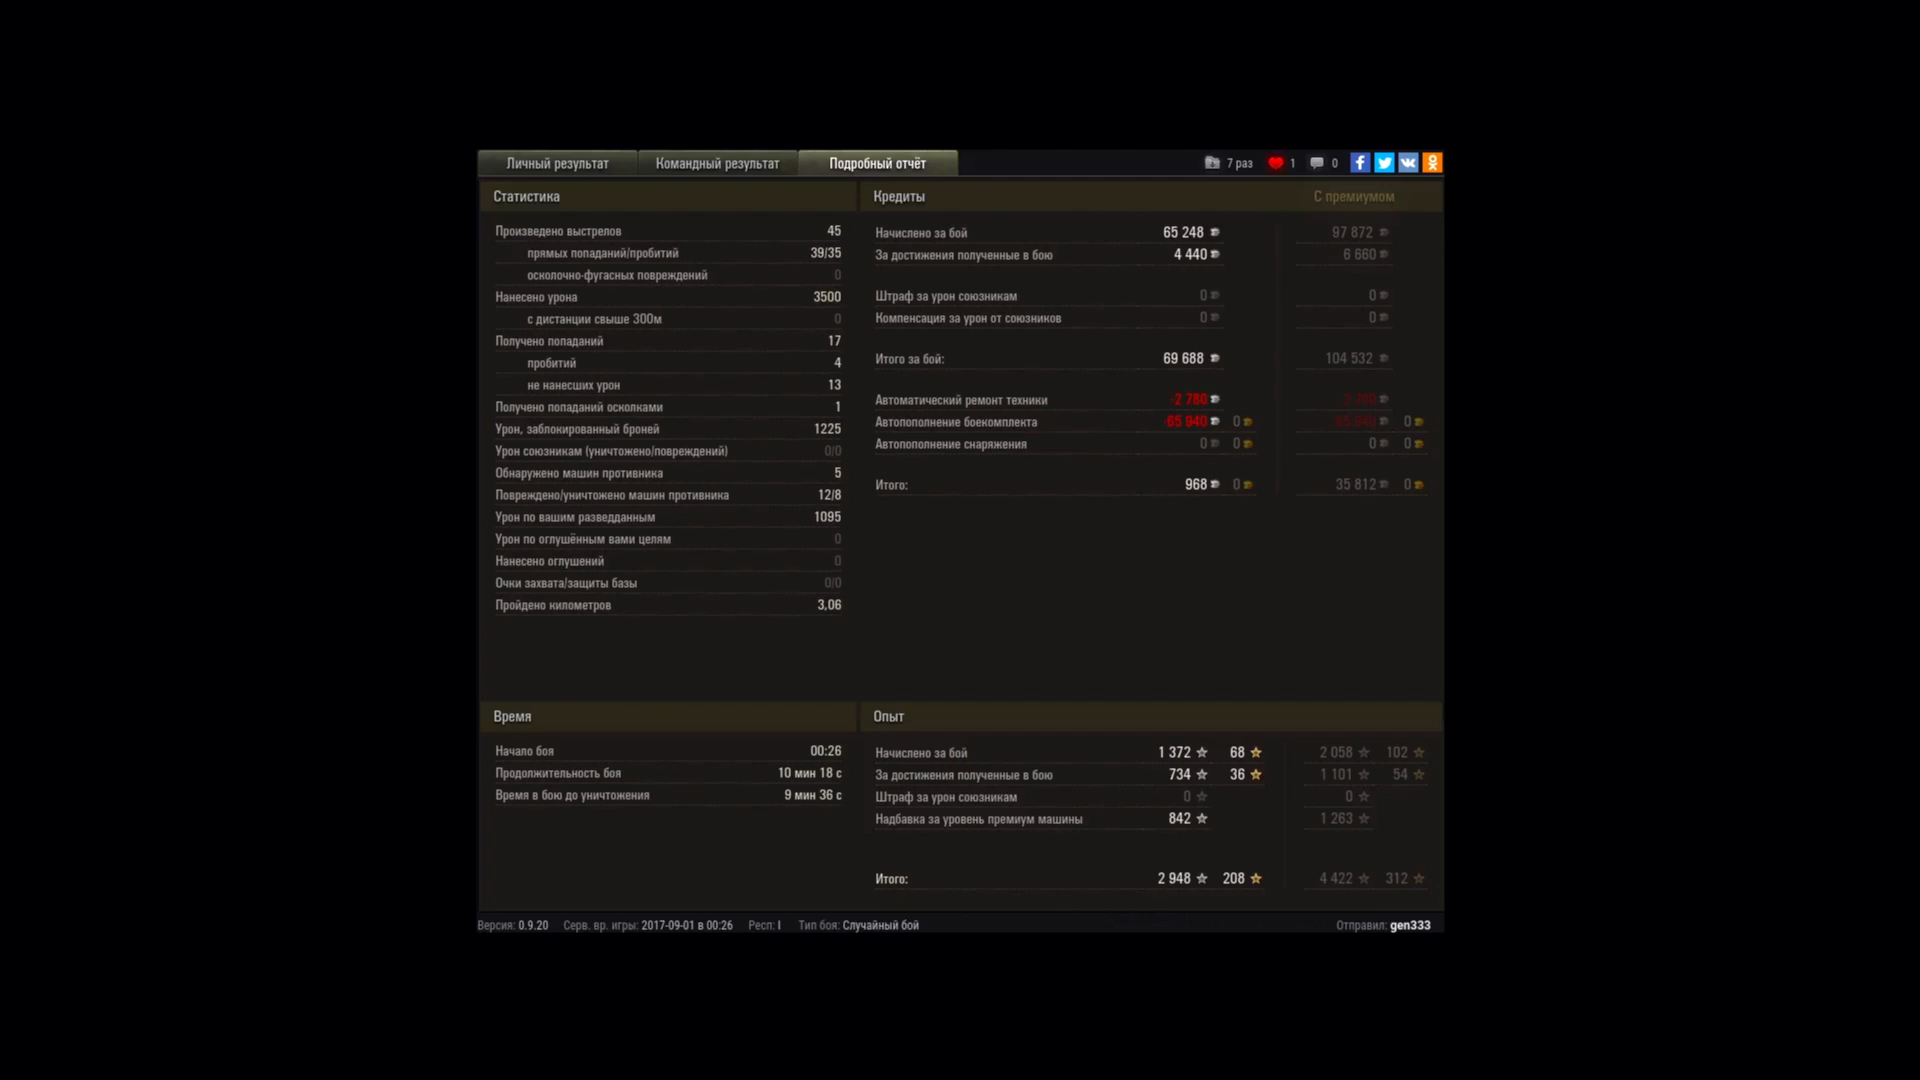 Личный результат Командный результат Подробный отчёт 7 раз 1 0
Статистика
Произведено выстрелов 45
прямых попаданий/пробитий 39/35
осколочно-фугасных повреждений 0
Нанесено урона 3500
с дистанции свыше 300м 0
Получено попаданий 17
пробитий 4
не нанесших урон 13
Получено попаданий осколками 1
Урон, заблокированный броней 1225
Урон союзникам (уничтожено/повреждений) 0/0
Обнаружено машин противника 5
Повреждено/уничтожено машин противника 12/8
Урон по вашим разведданным 1095
Урон по оглушённым вами целям 0
Нанесено оглушений 0
Очки захвата/защиты базы 0/0
Пройдено километров 3,06
Кредиты С премиумом
Начислено за бой 65 248 97 872
За достижения полученные в бою 4 440 6 660
Штраф за урон союзникам 0 0
Компенсация за урон от союзников 0 0
Итого за бой: 69 688 104 532
Автоматический ремонт техники -2 780 -2 780
Автопополнение боекомплекта -65 940 0 -65 940 0
Автопополнение снаряжения 0 0 0 0
Итого: 968 0 35 812 0
Время
Начало боя 00:26
Продолжительность боя 10 мин 18 с
Время в бою до уничтожения 9 мин 36 с
Опыт
Начислено за бой 1 372 68 2 058 102
За достижения полученные в бою 734 36 1 101 54
Штраф за урон союзникам 0 0
Надбавка за уровень премиум машины 842 1 263
Итого: 2 948 208 4 422 312
Версия: 0.9.20 Серв. вр. игры: 2017-09-01 в 00:26 Респ: I Тип боя: Случайный бой Отправил: gen333